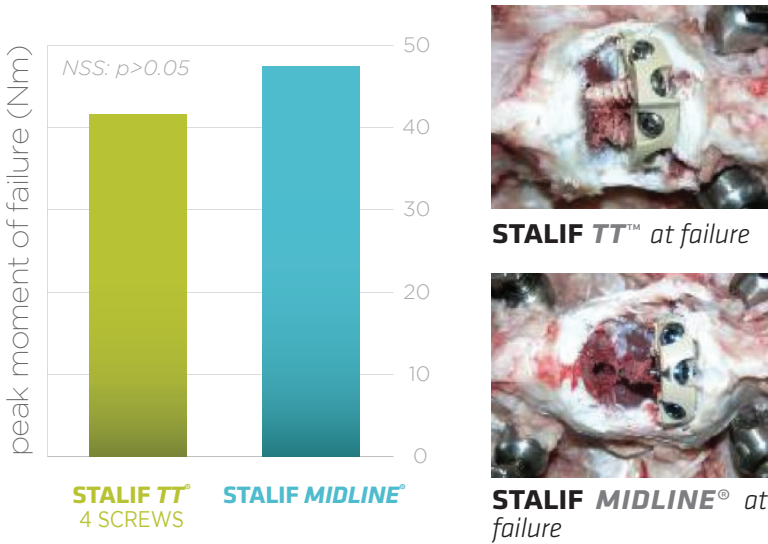 peak moment of failure (Nm)
NSS: p>0.05
50
40
30
20
10
0
STALIF TT®
4 SCREWS
STALIF MIDLINE®
STALIF TT™ at failure
STALIF MIDLINE® at
failure